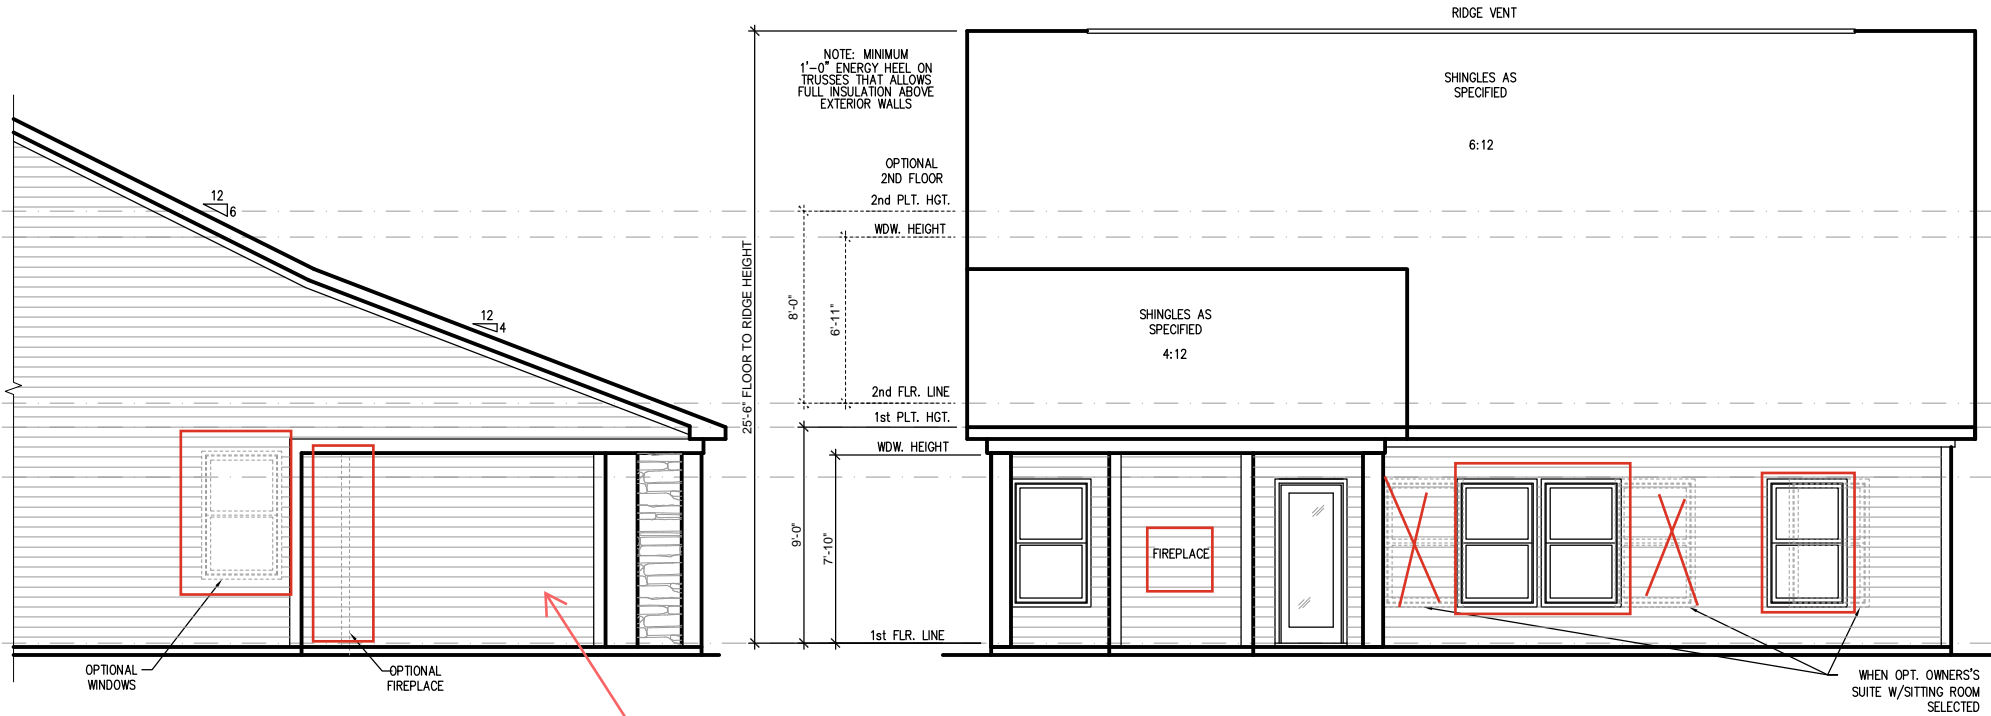 RIDGE VENT
NOTE: MINIMUM
1'-0" ENERGY HEEL ON
TRUSSES THAT ALLOWS
FULL INSULATION ABOVE
EXTERIOR WALLS
SHINGLES AS
SPECIFIED
6:12
OPTIONAL
2ND FLOOR
2nd PLT. HGT.
WDW. HEIGHT
12
6
12
4
25'-6" FLOOR TO RIDGE HEIGHT
8'-0"
6'-11"
SHINGLES AS
SPECIFIED
4:12
2nd FLR. LINE
1st PLT. HGT.
WDW. HEIGHT
9'-0"
7'-10"
FIREPLACE
1st FLR. LINE
OPTIONAL
WINDOWS
OPTIONAL
FIREPLACE
WHEN OPT. OWNERS'S
SUITE W/SITTING ROOM
SELECTED